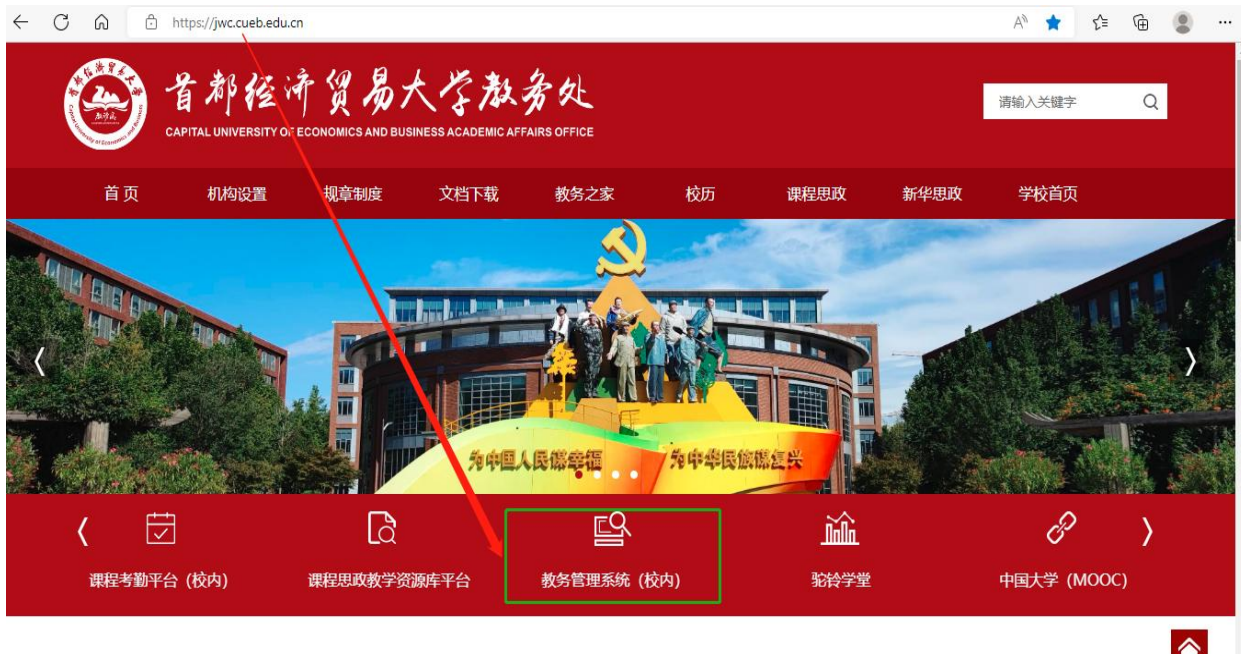 https://jwc.cueb.edu.cn
首都经济贸易大学教务处
CAPITAL UNIVERSITY OF ECONOMICS AND BUSINESS ACADEMIC AFFAIRS OFFICE
请输入关键字
首页 机构设置 规章制度 文档下载 教务之家 校历 课程思政 新华思政 学校首页
为中国人民谋幸福 为中华民族谋复兴
课程考勤平台（校内） 课程思政教学资源库平台 教务管理系统（校内） 驼铃学堂 中国大学（MOOC）